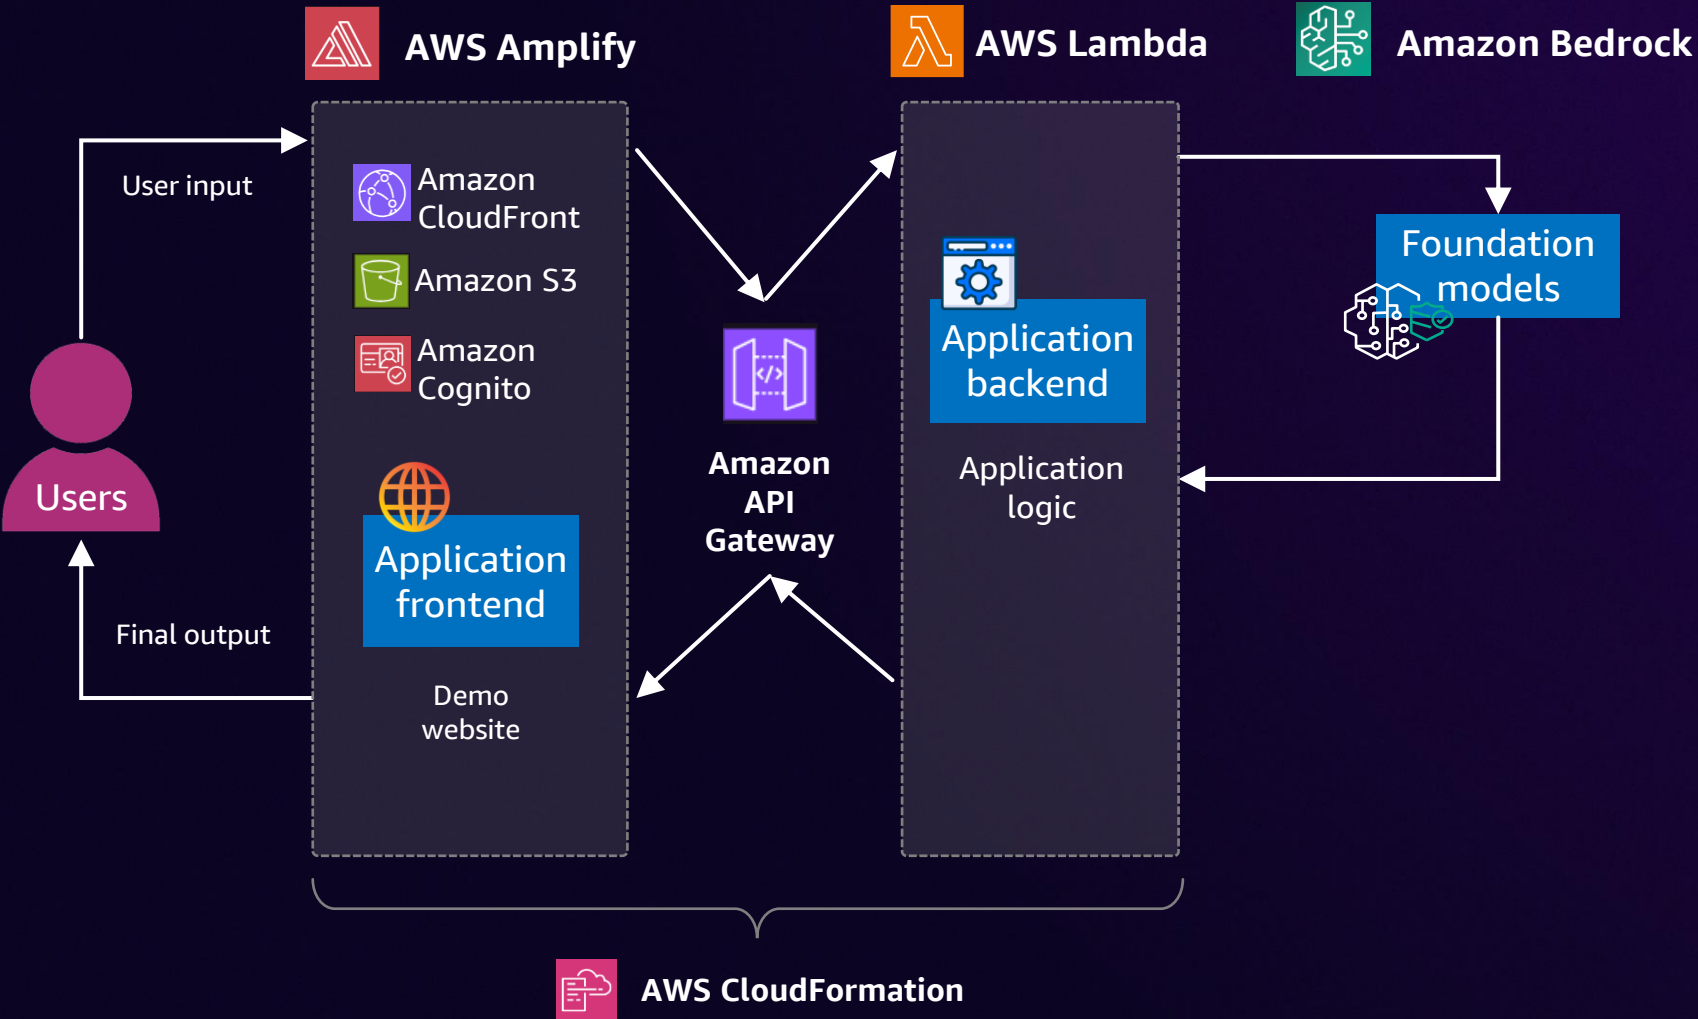 AWS Amplify
AWS Lambda
Amazon Bedrock
User input
Amazon
CloudFront
Amazon S3
Amazon
Cognito
Application
frontend
Demo
website
Users
Final output
</>
Amazon
API
Gateway
Application
backend
Application
logic
Foundation
models
AWS CloudFormation